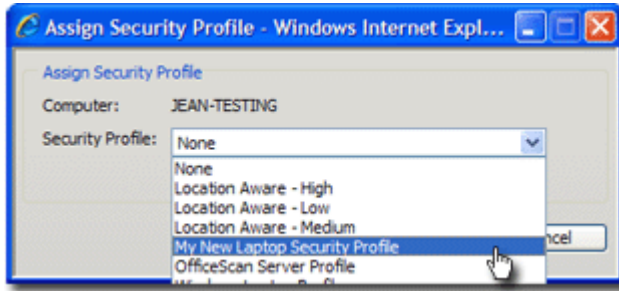 Assign Security Profile - Windows Internet Expl...
Assign Security Profile
Computer: JEAN-TESTING
Security Profile: None
None
Location Aware - High
Location Aware - Low
Location Aware - Medium
My New Laptop Security Profile
OfficeScan Server Profile